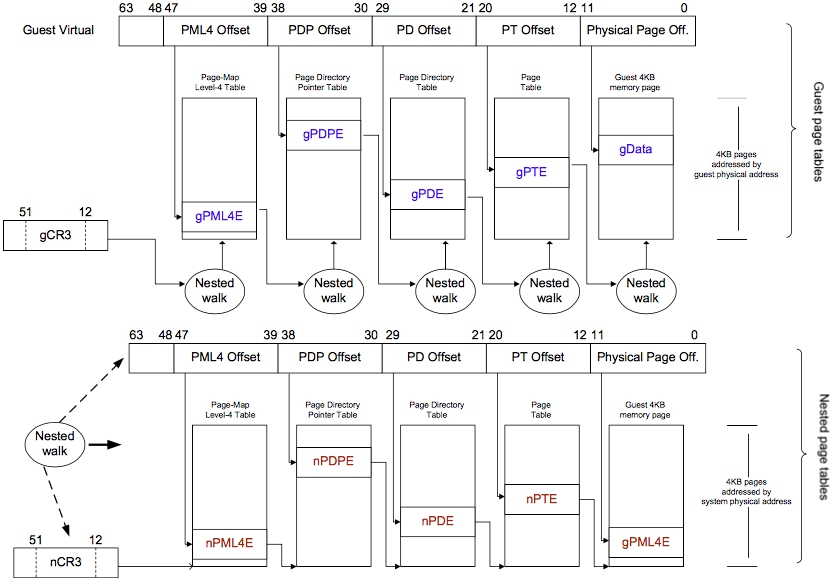 63 48 47 39 38 30 29 21 20 12 11 0
Guest Virtual PML4 Offset PDP Offset PD Offset PT Offset Physical Page Off.
Page-Map
Level-4 Table
Page Directory
Pointer Table
Page Directory
Table
Page
Table
Guest 4KB
memory page
gPML4E
gPDPE
gPDE
gPTE
gData
4KB pages
addressed by
guest physical address
Guest page tables
51 12
gCR3
Nested
walk
Nested
walk
Nested
walk
Nested
walk
Nested
walk
63 48 47 39 38 30 29 21 20 12 11 0
PML4 Offset PDP Offset PD Offset PT Offset Physical Page Off.
Page-Map
Level-4 Table
Page Directory
Pointer Table
Page Directory
Table
Page
Table
Guest 4KB
memory page
Nested
walk
nPML4E
nPDPE
nPDE
nPTE
gPML4E
4KB pages
addressed by
system physical address
Nested page tables
51 12
nCR3